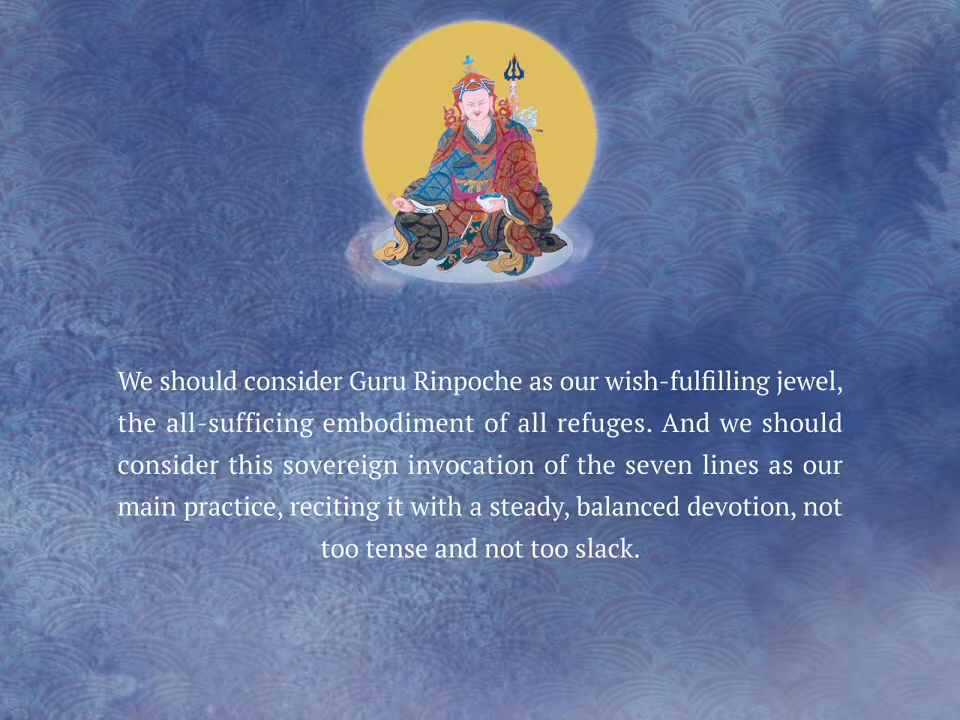 We should consider Guru Rinpoche as our wish-fulfilling jewel,
the all-sufficing embodiment of all refuges. And we should
consider this sovereign invocation of the seven lines as our
main practice, reciting it with a steady, balanced devotion, not
too tense and not too slack.